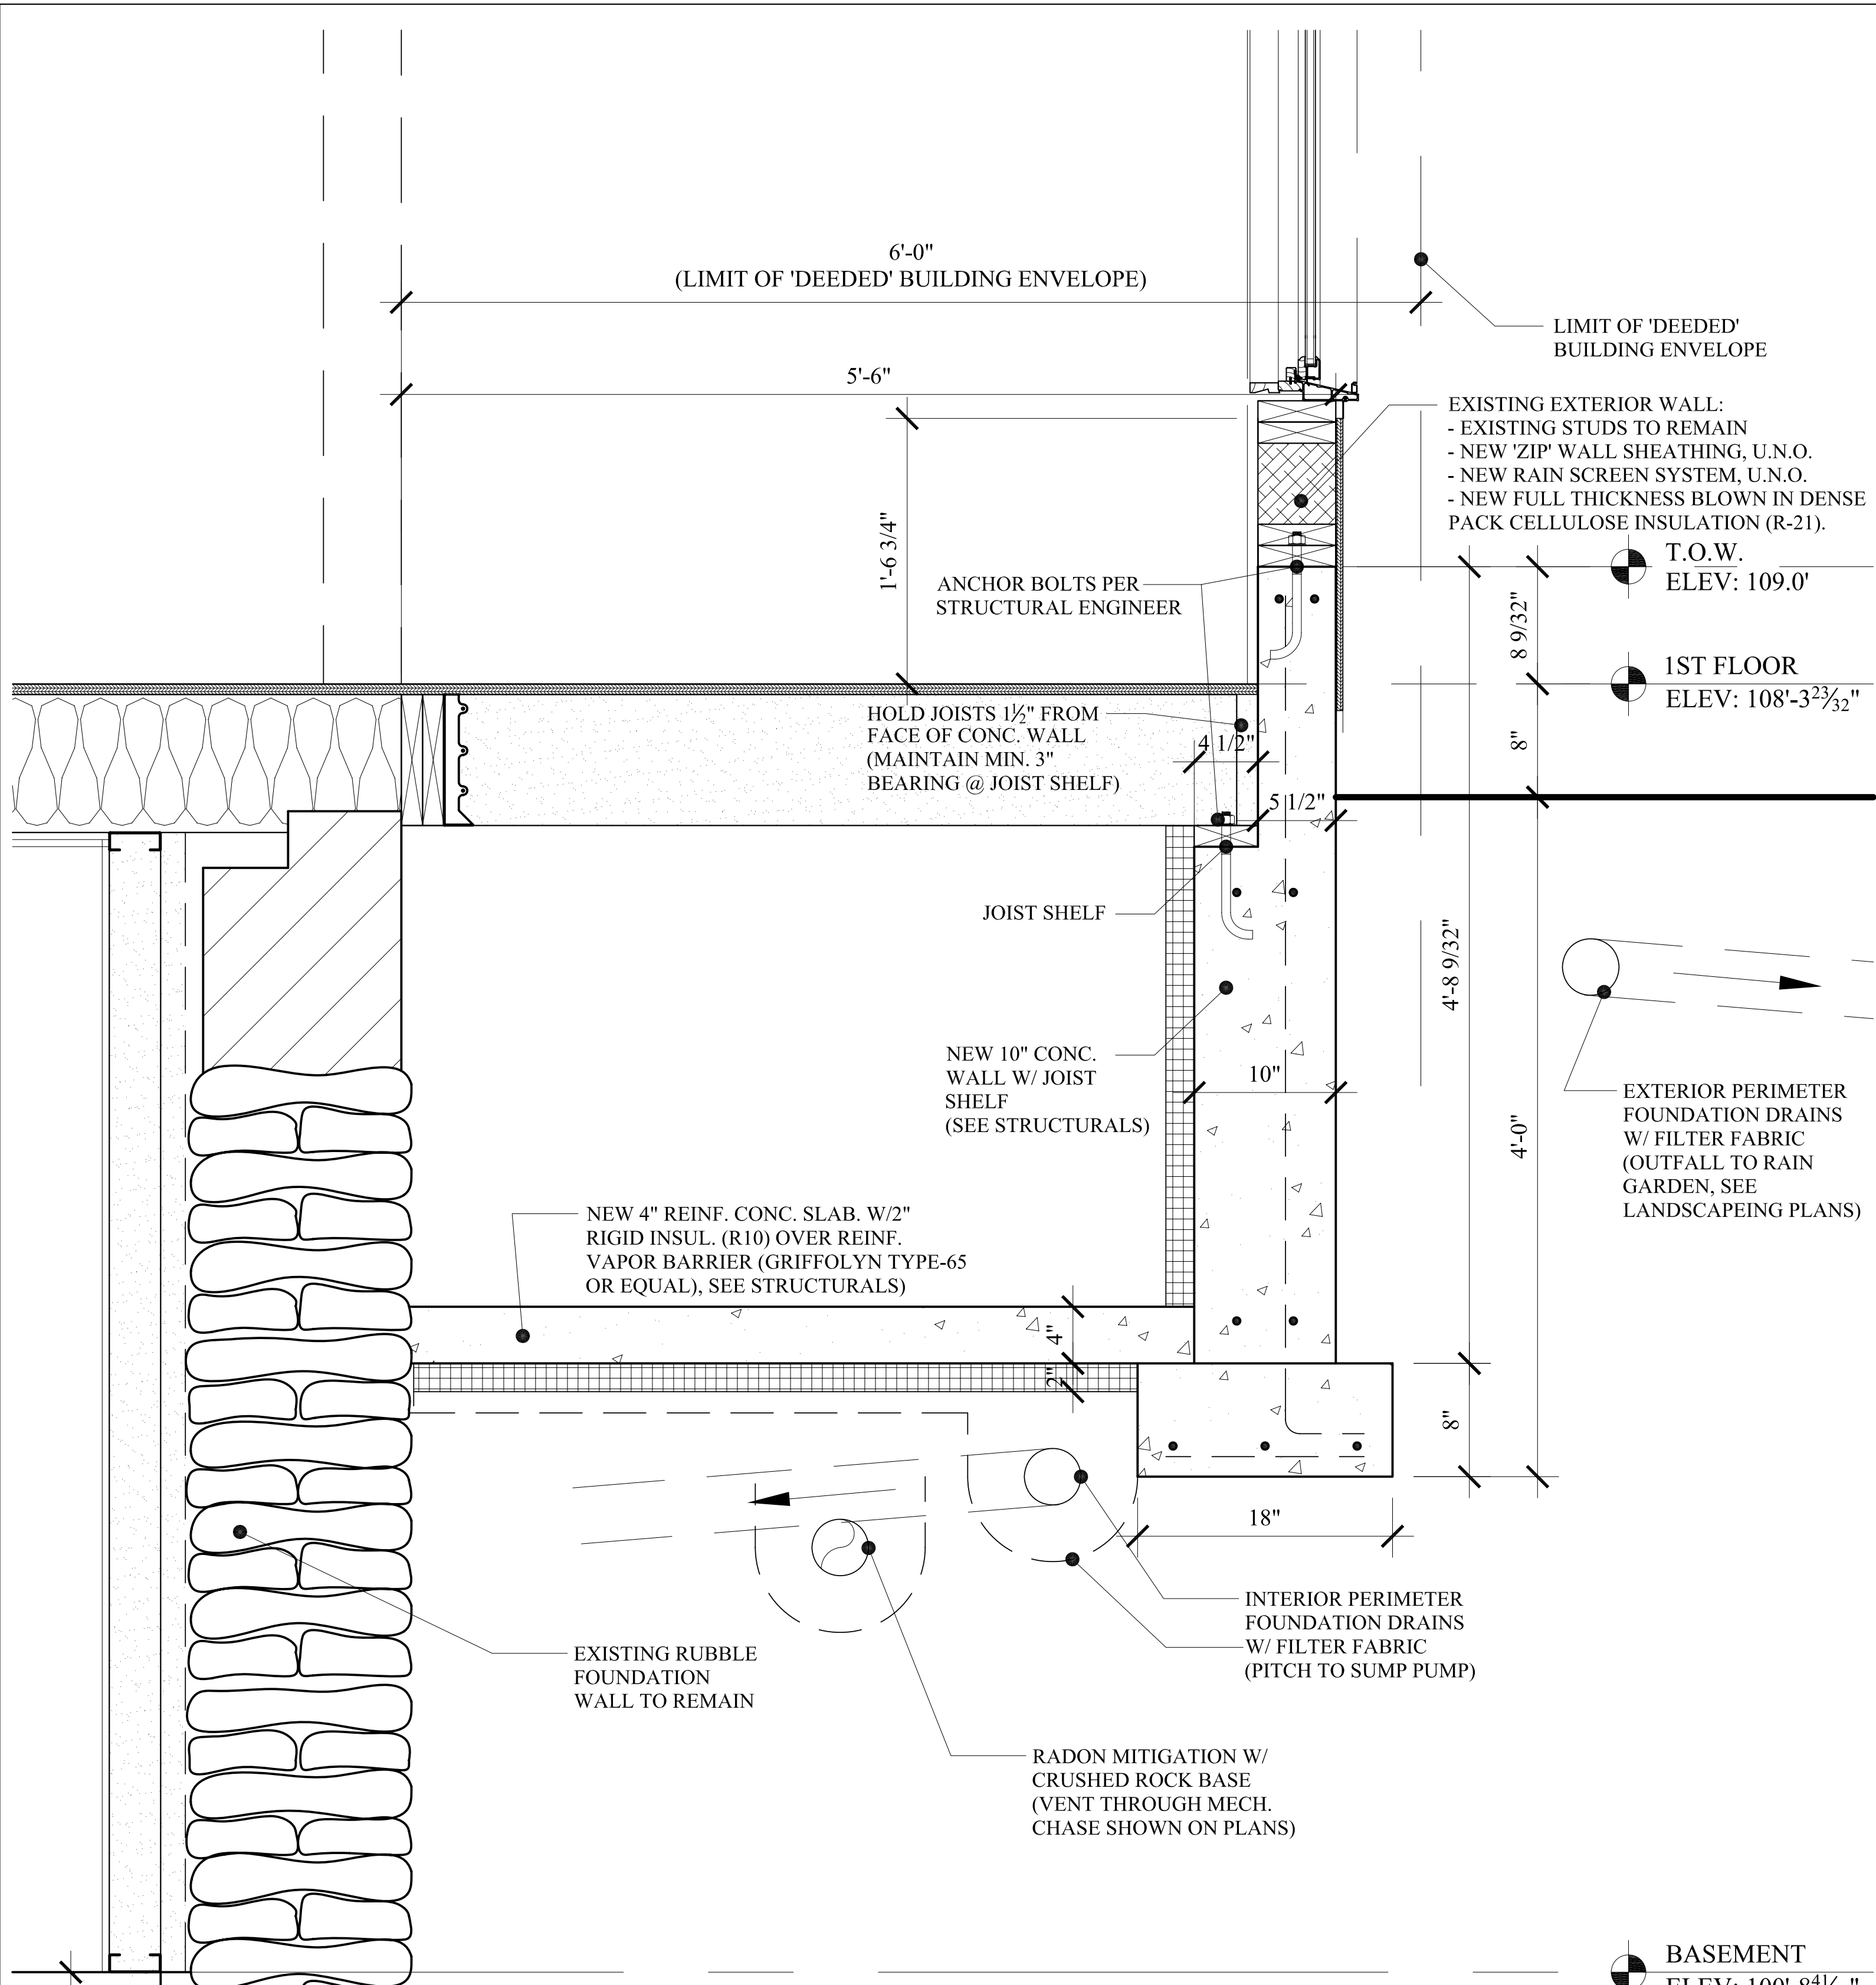 6'-0"
(LIMIT OF 'DEEDED' BUILDING ENVELOPE)
LIMIT OF 'DEEDED'
BUILDING ENVELOPE
5'-6"
EXISTING EXTERIOR WALL:
- EXISTING STUDS TO REMAIN
- NEW 'ZIP' WALL SHEATHING, U.N.O.
- NEW RAIN SCREEN SYSTEM, U.N.O.
- NEW FULL THICKNESS BLOWN IN DENSE
PACK CELLULOSE INSULATION (R-21).
1'-6 3/4"
T.O.W.
ELEV: 109.0'
ANCHOR BOLTS PER
STRUCTURAL ENGINEER
8 9/32"
1ST FLOOR
ELEV: 108'-3 23/32"
HOLD JOISTS 1 1/2" FROM
FACE OF CONC. WALL
(MAINTAIN MIN. 3"
BEARING @ JOIST SHELF)
4 1/2"
8"
5 1/2"
JOIST SHELF
4'-8 9/32"
NEW 10" CONC.
WALL W/ JOIST
SHELF
(SEE STRUCTURALS)
10"
4'-0"
EXTERIOR PERIMETER
FOUNDATION DRAINS
W/ FILTER FABRIC
(OUTFALL TO RAIN
GARDEN, SEE
LANDSCAPEING PLANS)
NEW 4" REINF. CONC. SLAB. W/2"
RIGID INSUL. (R10) OVER REINF.
VAPOR BARRIER (GRIFFOLYN TYPE-65
OR EQUAL), SEE STRUCTURALS)
4"
2"
8"
18"
INTERIOR PERIMETER
FOUNDATION DRAINS
W/ FILTER FABRIC
(PITCH TO SUMP PUMP)
EXISTING RUBBLE
FOUNDATION
WALL TO REMAIN
RADON MITIGATION W/
CRUSHED ROCK BASE
(VENT THROUGH MECH.
CHASE SHOWN ON PLANS)
BASEMENT
ELEV: 100'-8